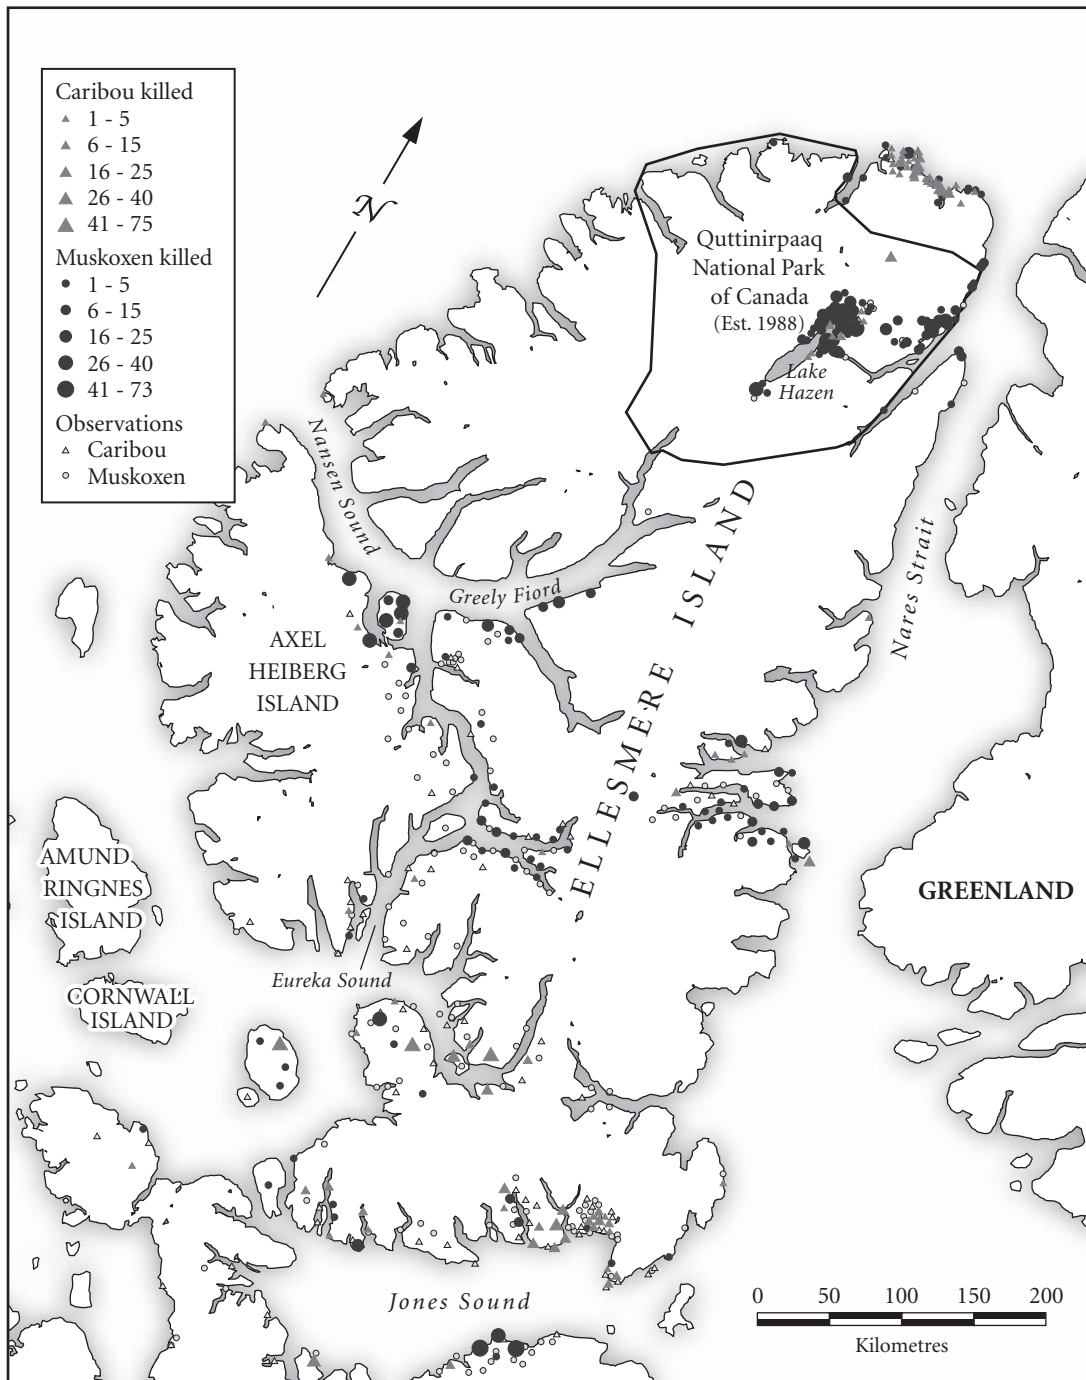 Caribou killed
1 - 5
6 - 15
16 - 25
26 - 40
41 - 75
Muskoxen killed
1 - 5
6 - 15
16 - 25
26 - 40
41 - 73
Observations
Caribou
Muskoxen
N
Quttinirpaaq
National Park
of Canada
(Est. 1988)
Lake
Hazen
Nansen Sound
Greely Fiord
ELLESMERE ISLAND
Nares Strait
AXEL
HEIBERG
ISLAND
AMUND
RINGNES
ISLAND
GREENLAND
Eureka Sound
CORNWALL
ISLAND
Jones Sound
0 50 100 150 200
Kilometres